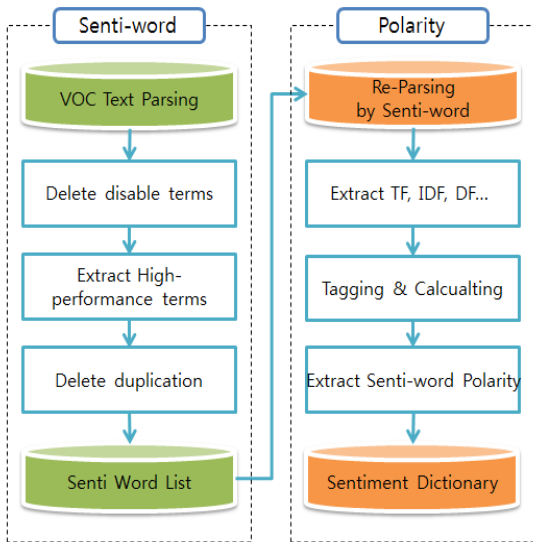 Senti-word
VOC Text Parsing
Delete disable terms
Extract High-
performance terms
Delete duplication
Senti Word List
Polarity
Re-Parsing
by Senti-word
Extract TF, IDF, DF...
Tagging & Calcualting
Extract Senti-word Polarity
Sentiment Dictionary